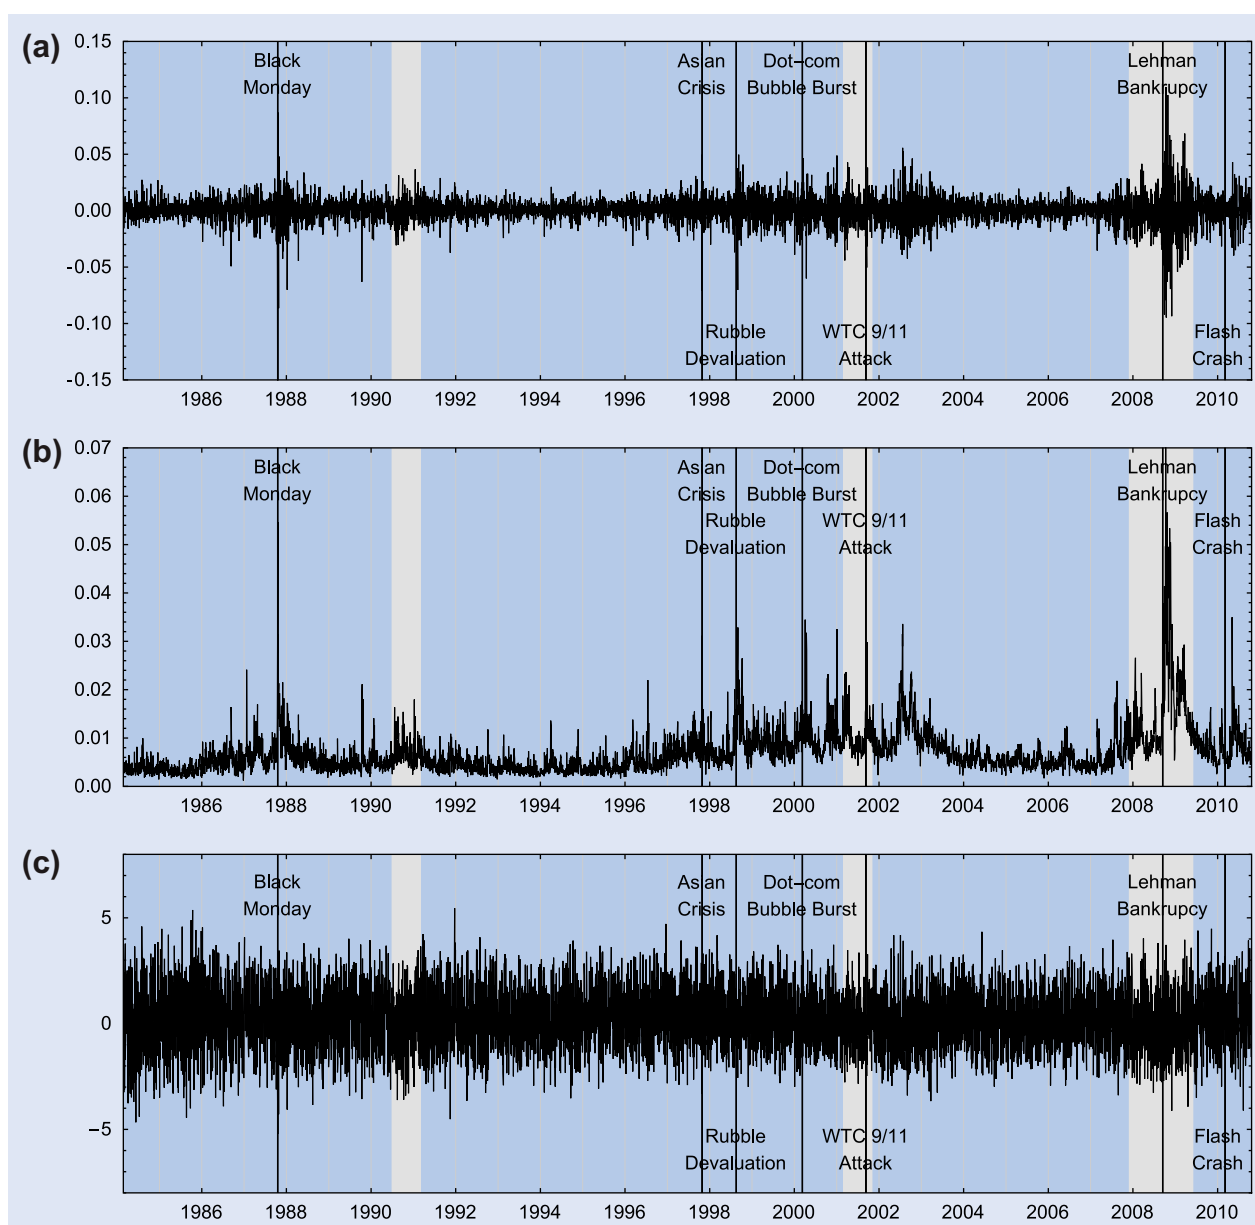 (a)
0.15
Black Asian Dot-com Lehman
Monday Crisis Bubble Burst Bankrupcy
0.10
0.05
0.00
-0.05
-0.10
Rubble WTC 9/11 Flash
Devaluation Attack Crash
-0.15
1986 1988 1990 1992 1994 1996 1998 2000 2002 2004 2006 2008 2010
(b)
0.07
Black Asian Dot-com Lehman
Monday Crisis Bubble Burst Bankrupcy
0.06
Rubble WTC 9/11 Flash
Devaluation Attack Crash
0.05
0.04
0.03
0.02
0.01
0.00
1986 1988 1990 1992 1994 1996 1998 2000 2002 2004 2006 2008 2010
(c)
Black Asian Dot-com Lehman
Monday Crisis Bubble Burst Bankrupcy
5
0
-5
Rubble WTC 9/11 Flash
Devaluation Attack Crash
1986 1988 1990 1992 1994 1996 1998 2000 2002 2004 2006 2008 2010